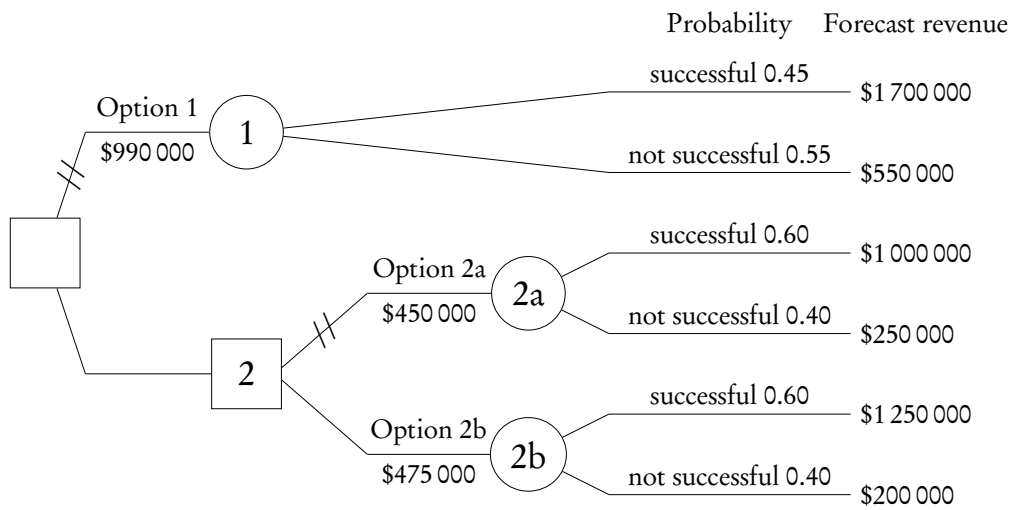 Probability Forecast revenue
successful 0.45
$1 700 000
Option 1
1
$990 000
not successful 0.55
$550 000
successful 0.60
$1 000 000
Option 2a
2a
$450 000
not successful 0.40
$250 000
2
successful 0.60
$1 250 000
Option 2b
2b
$475 000
not successful 0.40
$200 000